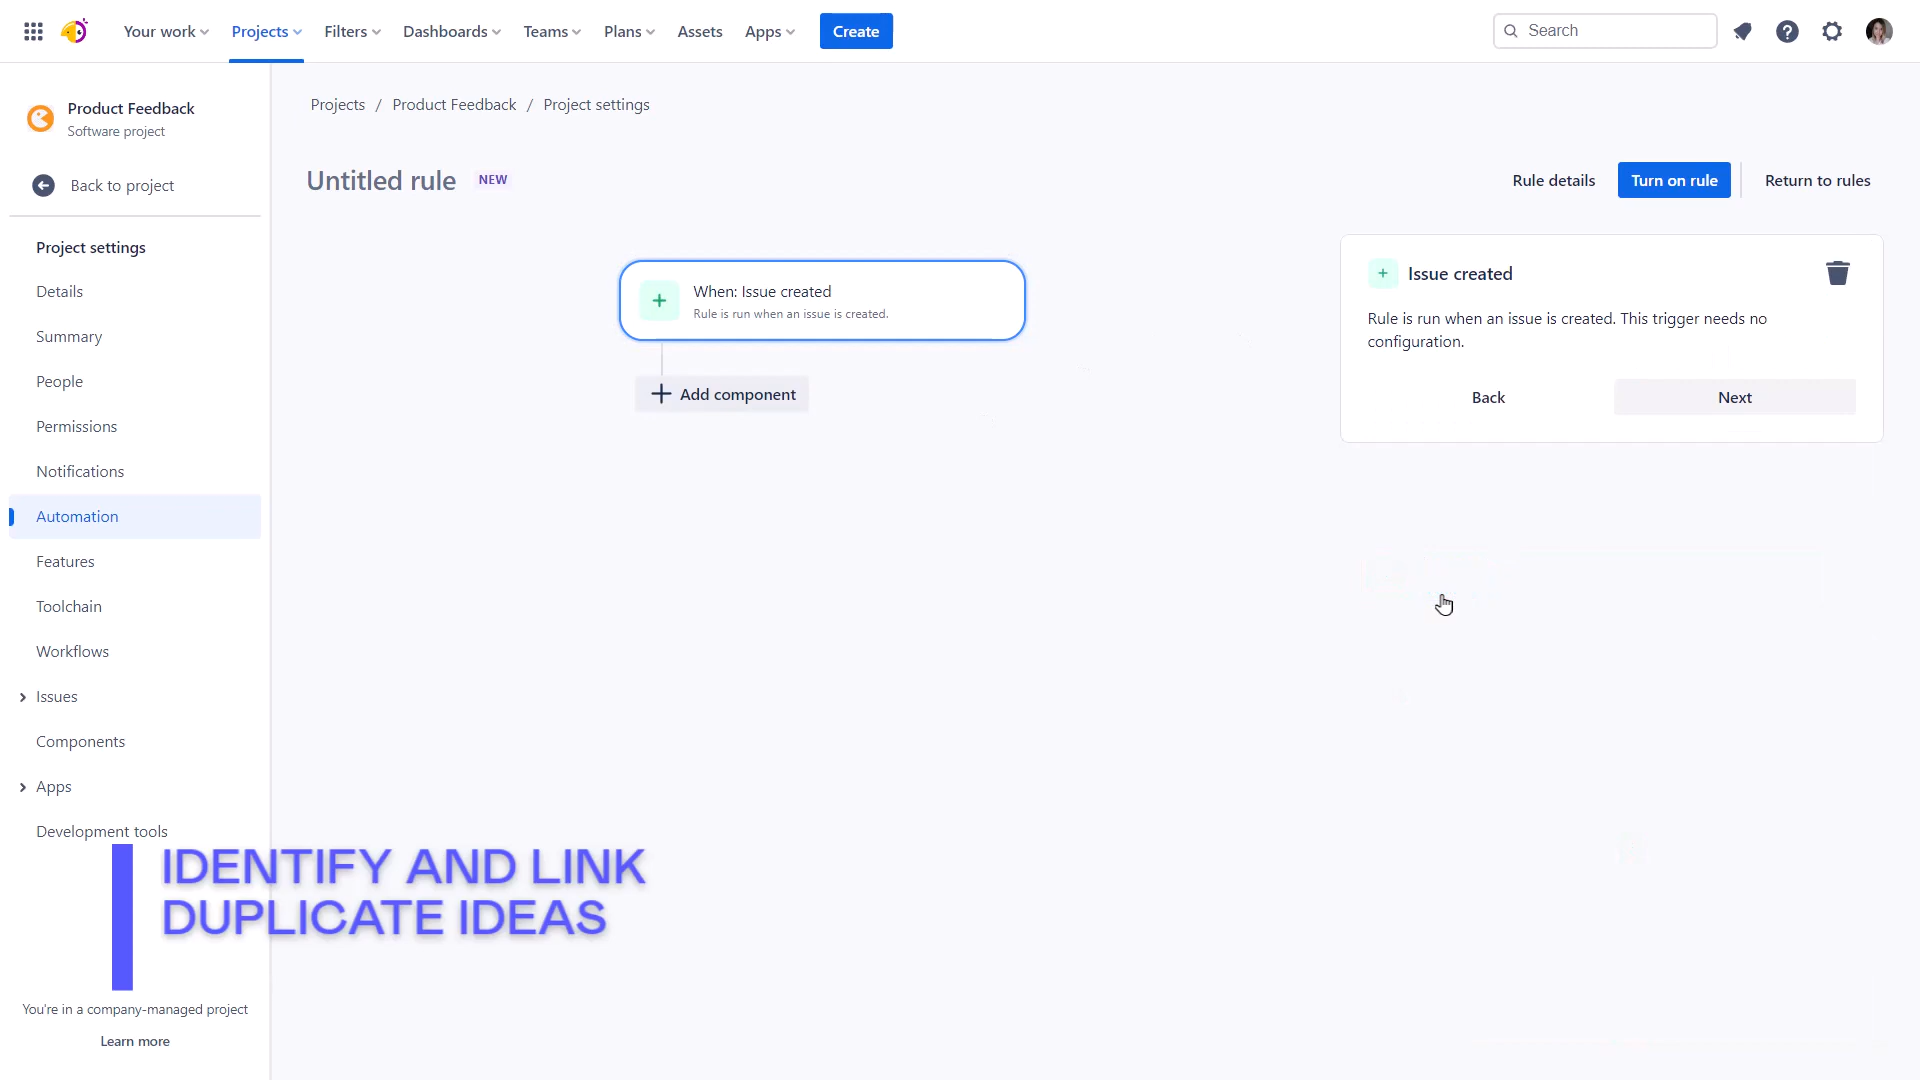 Your work
Projects
Filters
Dashboards
Teams
Plans
Assets
Apps
Create
Search
Product Feedback
Software project
Back to project
Project settings
Details
Summary
People
Permissions
Notifications
Automation
Features
Toolchain
Workflows
Issues
Components
Apps
Development tools
You're in a company-managed project
Learn more
Projects / Product Feedback / Project settings
Untitled rule NEW
Rule details
Turn on rule
Return to rules
When: Issue created
Rule is run when an issue is created.
Add component
Issue created
Rule is run when an issue is created. This trigger needs no
configuration.
Back
Next
IDENTIFY AND LINK
DUPLICATE IDEAS